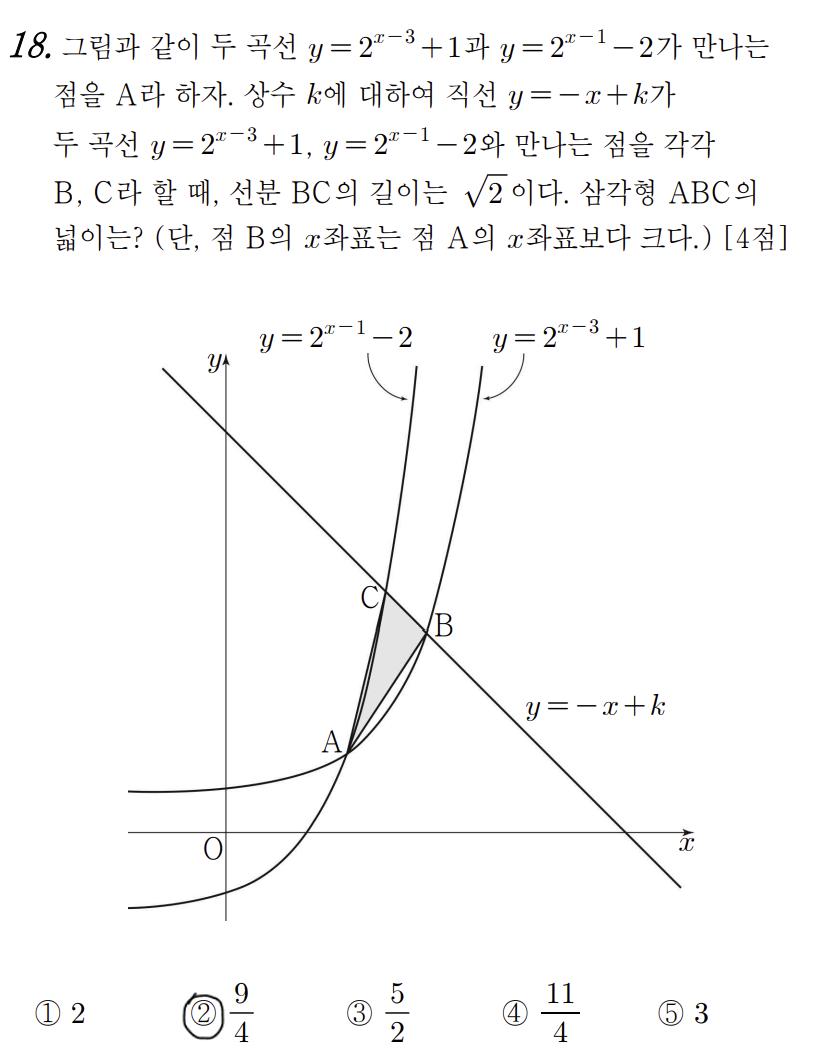 18. 그림과 같이 두 곡선 y=2^{x-3}+1과 y=2^{x-1}-2가 만나는
점을 A라 하자. 상수 k에 대하여 직선 y=-x+k가
두 곡선 y=2^{x-3}+1, y=2^{x-1}-2와 만나는 점을 각각
B, C라 할 때, 선분 BC의 길이는 √2이다. 삼각형 ABC의
넓이는? (단, 점 B의 x좌표는 점 A의 x좌표보다 크다.) [4점]
y=2^{x-1}-2 y=2^{x-3}+1
y
C
B
y=-x+k
A
O x
① 2 ② 9/4 ③ 5/2 ④ 11/4 ⑤ 3